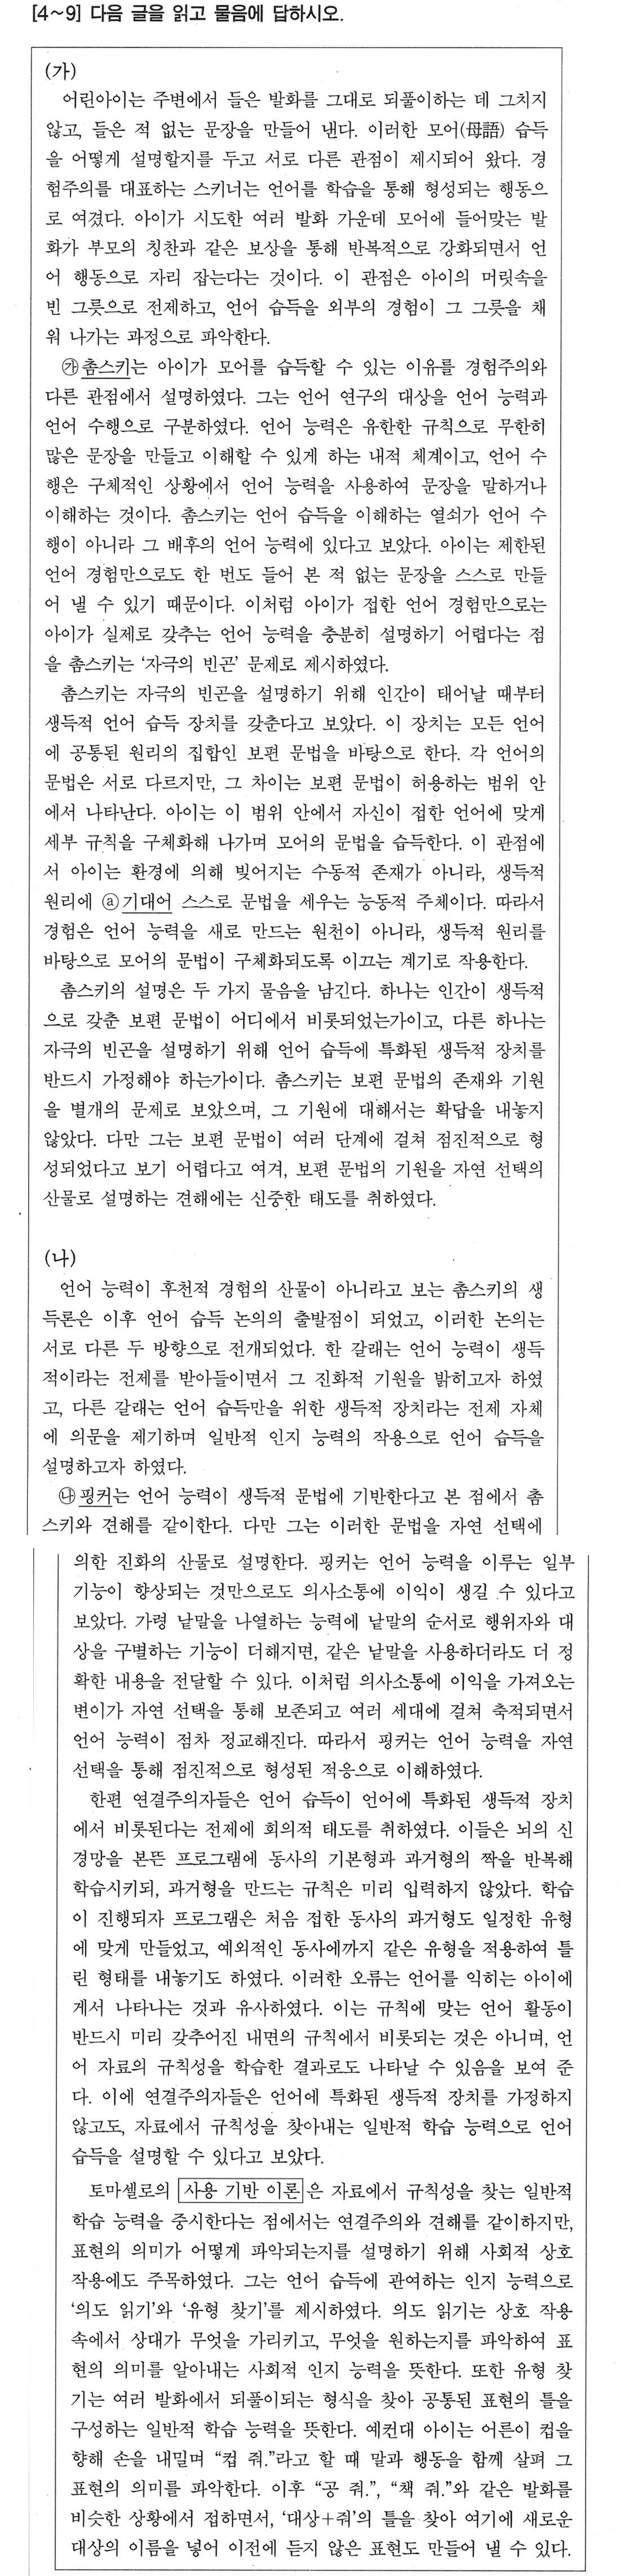 [4~9] 다음 글을 읽고 물음에 답하시오.
(가)
어린아이는 주변에서 들은 발화를 그대로 되풀이하는 데 그치지
않고, 들은 적 없는 문장을 만들어 낸다. 이러한 모어(母語) 습득
을 어떻게 설명할지를 두고 서로 다른 관점이 제시되어 왔다. 경
험주의를 대표하는 스키너는 언어를 학습을 통해 형성되는 행동으
로 여겼다. 아이가 시도한 여러 발화 가운데 모어에 들어맞는 발
화가 부모의 칭찬과 같은 보상을 통해 반복적으로 강화되면서 언
어 행동으로 자리 잡는다는 것이다. 이 관점은 아이의 머릿속을
빈 그릇으로 전제하고, 언어 습득을 외부의 경험이 그 그릇을 채
워 나가는 과정으로 파악한다.
㉮촘스키는 아이가 모어를 습득할 수 있는 이유를 경험주의와
다른 관점에서 설명하였다. 그는 언어 연구의 대상을 언어 능력과
언어 수행으로 구분하였다. 언어 능력은 유한한 규칙으로 무한히
많은 문장을 만들고 이해할 수 있게 하는 내적 체계이고, 언어 수
행은 구체적인 상황에서 언어 능력을 사용하여 문장을 말하거나
이해하는 것이다. 촘스키는 언어 습득을 이해하는 열쇠가 언어 수
행이 아니라 그 배후의 언어 능력에 있다고 보았다. 아이는 제한된
언어 경험만으로도 한 번도 들어 본 적 없는 문장을 스스로 만들
어 낼 수 있기 때문이다. 이처럼 아이가 접한 언어 경험만으로는
아이가 실제로 갖추는 언어 능력을 충분히 설명하기 어렵다는 점
을 촘스키는 ‘자극의 빈곤’ 문제로 제시하였다.
촘스키는 자극의 빈곤을 설명하기 위해 인간이 태어날 때부터
생득적 언어 습득 장치를 갖춘다고 보았다. 이 장치는 모든 언어
에 공통된 원리의 집합인 보편 문법을 바탕으로 한다. 각 언어의
문법은 서로 다르지만, 그 차이는 보편 문법이 허용하는 범위 안
에서 나타난다. 아이는 이 범위 안에서 자신이 접한 언어에 맞게
세부 규칙을 구체화해 나가며 모어의 문법을 습득한다. 이 관점에
서 아이는 환경에 의해 빚어지는 수동적 존재가 아니라, 생득적
원리에 ⓐ기대어 스스로 문법을 세우는 능동적 주체이다. 따라서
경험은 언어 능력을 새로 만드는 원천이 아니라, 생득적 원리를
바탕으로 모어의 문법이 구체화되도록 이끄는 계기로 작용한다.
촘스키의 설명은 두 가지 물음을 남긴다. 하나는 인간이 생득적
으로 갖춘 보편 문법이 어디에서 비롯되었는가이고, 다른 하나는
자극의 빈곤을 설명하기 위해 언어 습득에 특화된 생득적 장치를
반드시 가정해야 하는가이다. 촘스키는 보편 문법의 존재와 기원
을 별개의 문제로 보았으며, 그 기원에 대해서는 확답을 내놓지
않았다. 다만 그는 보편 문법이 여러 단계에 걸쳐 점진적으로 형
성되었다고 보기 어렵다고 여겨, 보편 문법의 기원을 자연 선택의
산물로 설명하는 견해에는 신중한 태도를 취하였다.
(나)
언어 능력이 후천적 경험의 산물이 아니라고 보는 촘스키의 생
득론은 이후 언어 습득 논의의 출발점이 되었고, 이러한 논의는
서로 다른 두 방향으로 전개되었다. 한 갈래는 언어 능력이 생득
적이라는 전제를 받아들이면서 그 진화적 기원을 밝히고자 하였
고, 다른 갈래는 언어 습득만을 위한 생득적 장치라는 전제 자체
에 의문을 제기하며 일반적 인지 능력의 작용으로 언어 습득을
설명하고자 하였다.
㉯핑커는 언어 능력이 생득적 문법에 기반한다고 본 점에서 촘
스키와 견해를 같이한다. 다만 그는 이러한 문법을 자연 선택에
의한 진화의 산물로 설명한다. 핑커는 언어 능력을 이루는 일부
기능이 향상되는 것만으로도 의사소통에 이익이 생길 수 있다고
보았다. 가령 낱말을 나열하는 능력에 낱말의 순서로 행위자와 대
상을 구별하는 기능이 더해지면, 같은 낱말을 사용하더라도 더 정
확한 내용을 전달할 수 있다. 이처럼 의사소통에 이익을 가져오는
변이가 자연 선택을 통해 보존되고 여러 세대에 걸쳐 축적되면서
언어 능력이 점차 정교해진다. 따라서 핑커는 언어 능력을 자연
선택을 통해 점진적으로 형성된 적응으로 이해하였다.
한편 연결주의자들은 언어 습득이 언어에 특화된 생득적 장치
에서 비롯된다는 전제에 회의적 태도를 취하였다. 이들은 뇌의 신
경망을 본뜬 프로그램에 동사의 기본형과 과거형의 짝을 반복해
학습시키되, 과거형을 만드는 규칙은 미리 입력하지 않았다. 학습
이 진행되자 프로그램은 처음 접한 동사의 과거형도 일정한 유형
에 맞게 만들었고, 예외적인 동사에까지 같은 유형을 적용하여 틀
린 형태를 내놓기도 하였다. 이러한 오류는 언어를 익히는 아이에
게서 나타나는 것과 유사하였다. 이는 규칙에 맞는 언어 활동이
반드시 미리 갖추어진 내면의 규칙에서 비롯되는 것은 아니며, 언
어 자료의 규칙성을 학습한 결과로도 나타날 수 있음을 보여 준
다. 이에 연결주의자들은 언어에 특화된 생득적 장치를 가정하지
않고도, 자료에서 규칙성을 찾아내는 일반적 학습 능력으로 언어
습득을 설명할 수 있다고 보았다.
토마셀로의 사용 기반 이론은 자료에서 규칙성을 찾는 일반적
학습 능력을 중시한다는 점에서는 연결주의와 견해를 같이하지만,
표현의 의미가 어떻게 파악되는지를 설명하기 위해 사회적 상호
작용에도 주목하였다. 그는 언어 습득에 관여하는 인지 능력으로
‘의도 읽기’와 ‘유형 찾기’를 제시하였다. 의도 읽기는 상호 작용
속에서 상대가 무엇을 가리키고, 무엇을 원하는지를 파악하여 표
현의 의미를 알아내는 사회적 인지 능력을 뜻한다. 또한 유형 찾
기는 여러 발화에서 되풀이되는 형식을 찾아 공통된 표현의 틀을
구성하는 일반적 학습 능력을 뜻한다. 예컨대 아이는 어른이 컵을
향해 손을 내밀며 “컵 줘.”라고 할 때 말과 행동을 함께 살펴 그
표현의 의미를 파악한다. 이후 “공 줘.”, “책 줘.”와 같은 발화를
비슷한 상황에서 접하면서, ‘대상+줘’의 틀을 찾아 여기에 새로운
대상의 이름을 넣어 이전에 듣지 않은 표현도 만들어 낼 수 있다.